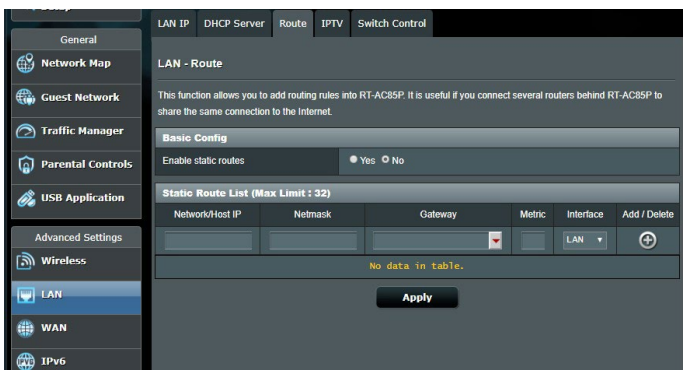 LAN IP DHCP Server Route IPTV Switch Control
General
Network Map
Guest Network
Traffic Manager
Parental Controls
USB Application
Advanced Settings
Wireless
LAN
WAN
IPv6
LAN - Route
This function allows you to add routing rules into RT-AC85P. It is useful if you connect several routers behind RT-AC85P to
share the same connection to the Internet.
Basic Config
Enable static routes Yes No
Static Route List (Max Limit : 32)
Network/Host IP Netmask Gateway Metric Interface Add / Delete
LAN
No data in table.
Apply